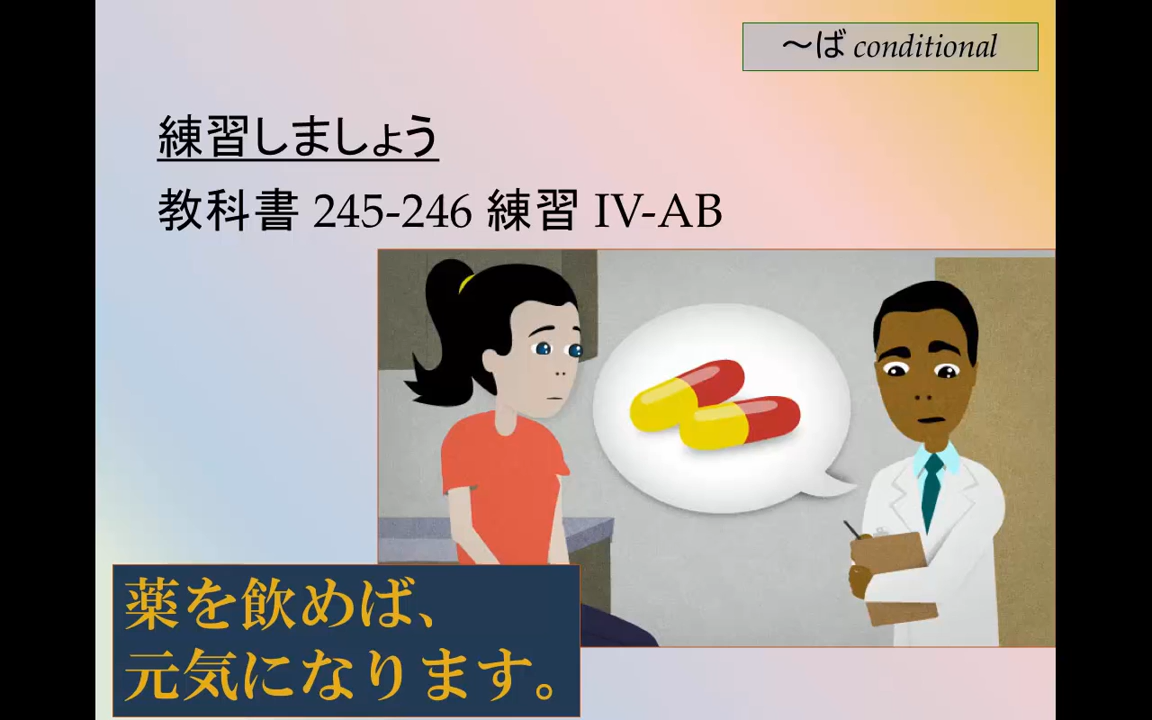 〜ば conditional
練習しましょう
教科書 245-246 練習 IV-AB
薬を飲めば、
元気になります。